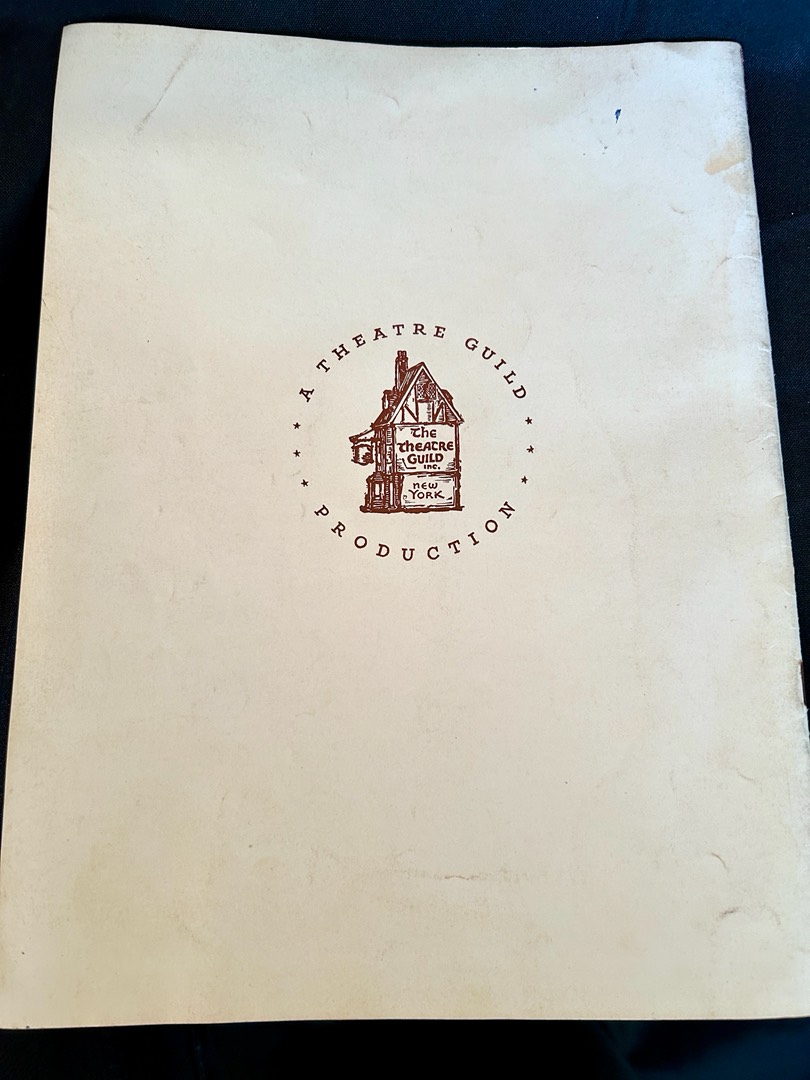 A THEATRE GUILD
The
Theatre
Guild
inc.
new
York
PRODUCTION